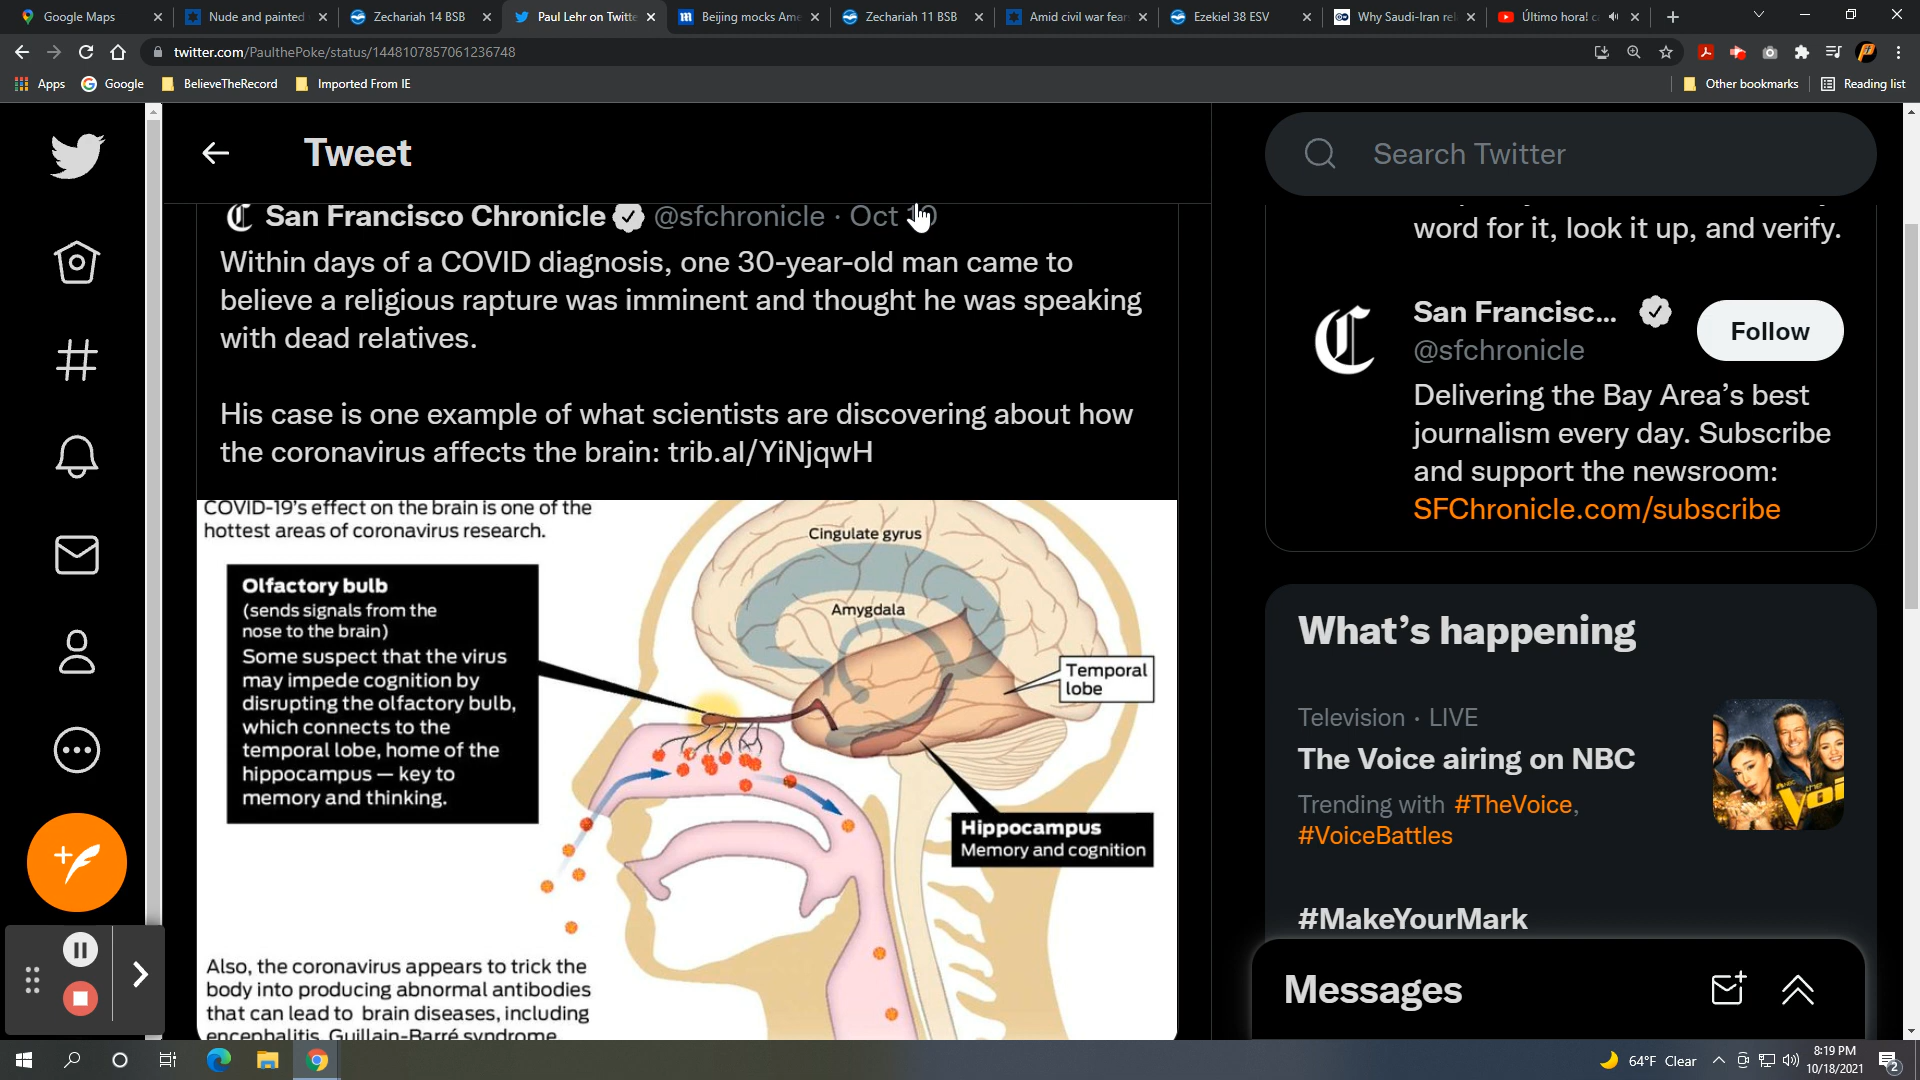 Google Maps
Nude and painted
Zechariah 14 BSB
Paul Lehr on Twitte
Beijing mocks Ame
Zechariah 11 BSB
Amid civil war fear
Ezekiel 38 ESV
Why Saudi-Iran rel
Último hora! c
twitter.com/PaulthePoke/status/1448107857061236748
Apps
Google
BelieveTheRecord
Imported From IE
Other bookmarks
Reading list
Tweet
San Francisco Chronicle @sfchronicle · Oct
Within days of a COVID diagnosis, one 30-year-old man came to
believe a religious rapture was imminent and thought he was speaking
with dead relatives.
His case is one example of what scientists are discovering about how
the coronavirus affects the brain: trib.al/YiNjqwH
COVID-19's effect on the brain is one of the
hottest areas of coronavirus research.
Olfactory bulb
(sends signals from the
nose to the brain)
Some suspect that the virus
may impede cognition by
disrupting the olfactory bulb,
which connects to the
temporal lobe, home of the
hippocampus — key to
memory and thinking.
Cingulate gyrus
Amygdala
Temporal
lobe
Hippocampus
Memory and cognition
Also, the coronavirus appears to trick the
body into producing abnormal antibodies
that can lead to brain diseases, including
encephalitis, Guillain-Barré syndrome
Search Twitter
word for it, look it up, and verify.
San Francisc...
@sfchronicle
Follow
Delivering the Bay Area's best
journalism every day. Subscribe
and support the newsroom:
SFChronicle.com/subscribe
What's happening
Television · LIVE
The Voice airing on NBC
Trending with #TheVoice,
#VoiceBattles
#MakeYourMark
Messages
64°F Clear
8:19 PM
10/18/2021
2